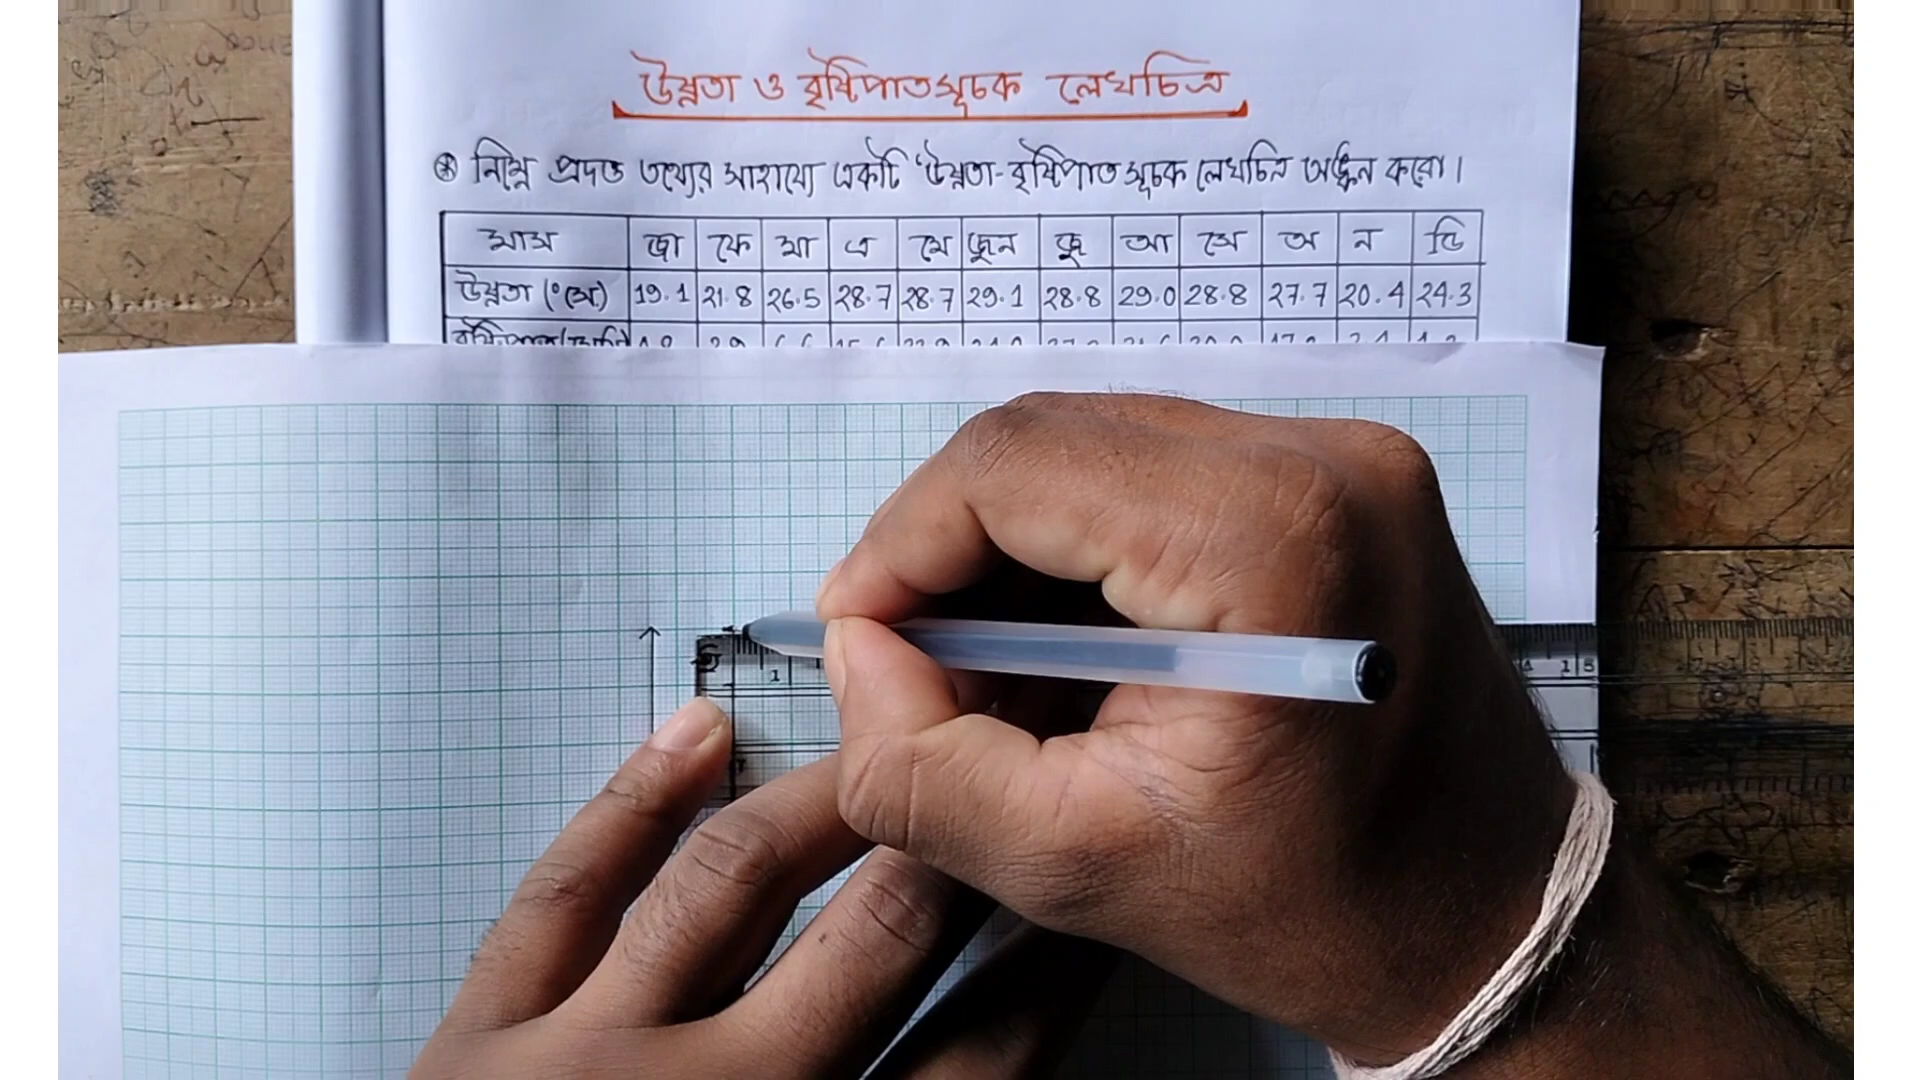 উষ্ণতা ও বৃষ্টিপাতসূচক লেখচিত্র
নিম্নে প্রদত্ত তথ্যের সাহায্যে একটি 'উষ্ণতা-বৃষ্টিপাত সূচক লেখচিত্র অঙ্কন করো।
মাস জা ফে মা এ মে জুন জু আ সে অ ন ডি
উষ্ণতা (°সে) 19.1 21.8 26.5 28.7 28.7 29.1 28.8 29.0 28.8 27.7 20.4 24.3
1 15